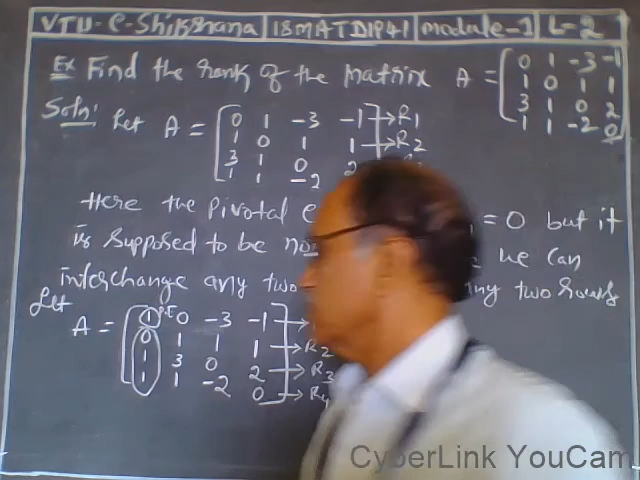 VTU-e-Shikshana | 18MATDI941 | module-1 | L-2
Ex Find the rank of the matrix A = [0 1 -3 -1
1 0 1 1
3 1 0 2
1 1 -2 0]
Soln: Let A = [0 1 -3 -1] → R1
1 0 1 1 → R2
3 1 0 2
1 1 -2
Here the pivotal e = 0 but it
is supposed to be non we can
interchange any two any two rows
Let
A = [1 0 -3 -1] →
0 1 1 1 → R2
1 3 0 2 → R3
1 1 -2 0 → R4
CyberLink YouCam